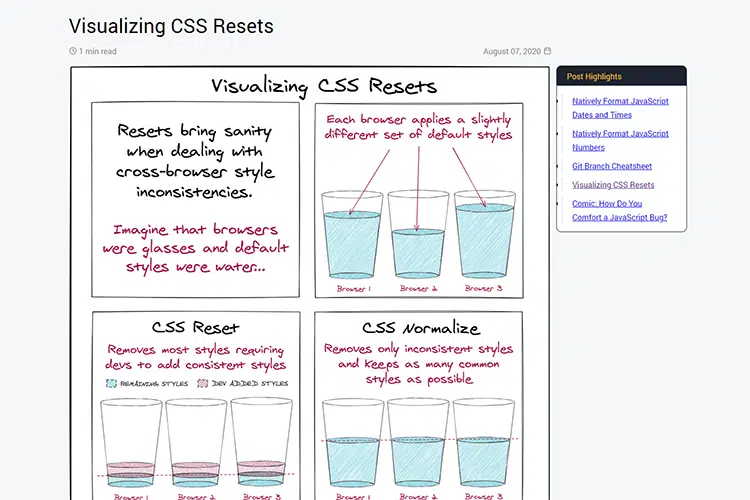 Visualizing CSS Resets
1 min read
August 07, 2020
Visualizing CSS Resets
Resets bring sanity
when dealing with
cross-browser style
inconsistencies.
Imagine that browsers
were glasses and default
styles were water...
Each browser applies a slightly
different set of default styles
Browser 1
Browser 2
Browser 3
CSS Reset
Removes most styles requiring
devs to add consistent styles
REMAINING STYLES
DEV ADDED STYLES
Browser 1
Browser 2
Browser 3
CSS Normalize
Removes only inconsistent styles
and keeps as many common
styles as possible
Browser 1
Browser 2
Browser 3
Post Highlights
Natively Format JavaScript
Dates and Times
Natively Format JavaScript
Numbers
Git Branch Cheatsheet
Visualizing CSS Resets
Comic: How Do You
Comfort a JavaScript Bug?